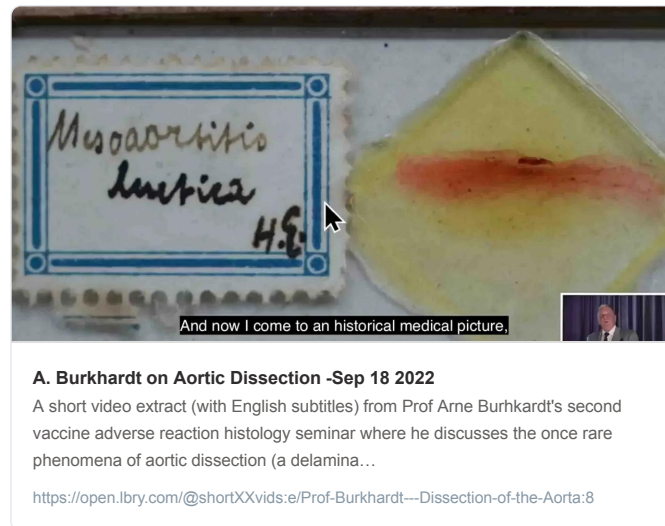 Mesoaortitis
luetica
H.E.
And now I come to an historical medical picture,
A. Burkhardt on Aortic Dissection -Sep 18 2022
A short video extract (with English subtitles) from Prof Arne Burhkardt's second
vaccine adverse reaction histology seminar where he discusses the once rare
phenomena of aortic dissection (a delamina…
https://open.lbry.com/@shortXXvids:e/Prof-Burkhardt---Dissection-of-the-Aorta:8